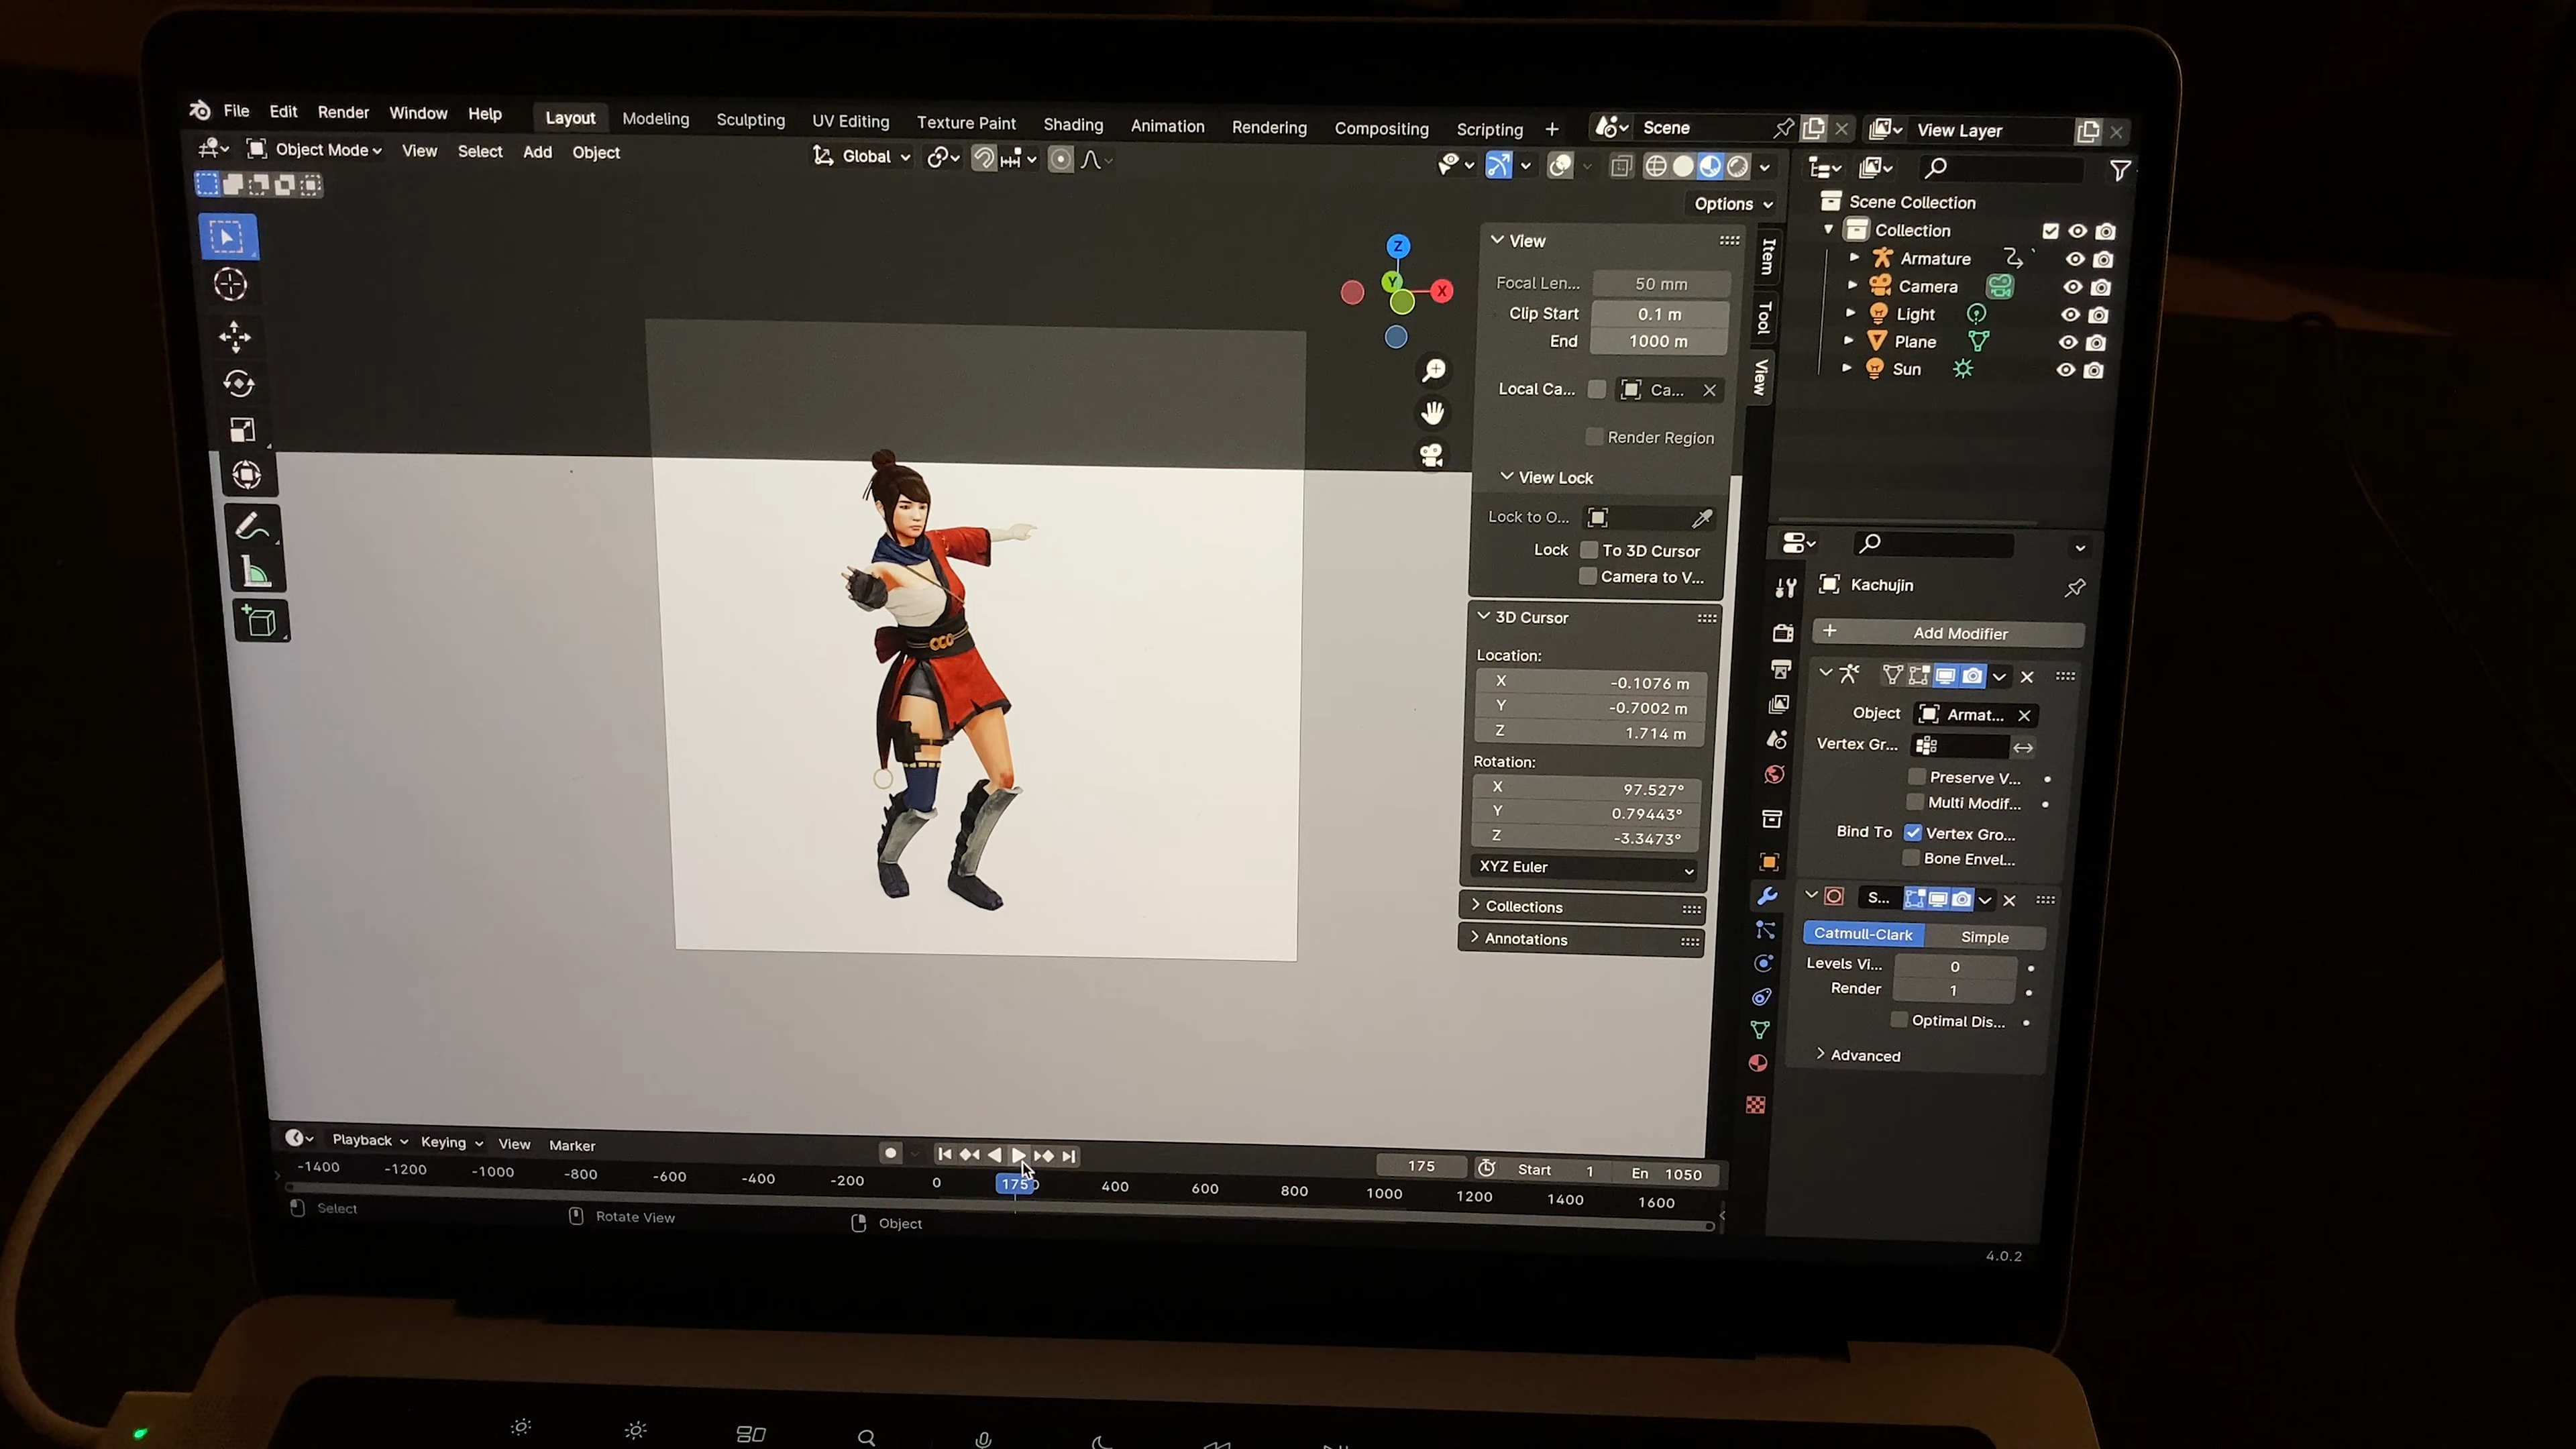 File Edit Render Window Help Layout Modeling Sculpting UV Editing Texture Paint Shading Animation Rendering Compositing Scripting + Scene View Layer
Object Mode View Select Add Object Global
Options
Z
Y
X
View
Focal Len... 50 mm
Clip Start 0.1 m
End 1000 m
Local Ca... Ca...
Render Region
View Lock
Lock to O...
Lock To 3D Cursor
Camera to V...
3D Cursor
Location:
X -0.1076 m
Y -0.7002 m
Z 1.714 m
Rotation:
X 97.527°
Y 0.79443°
Z -3.3473°
XYZ Euler
Collections
Annotations
Item
Tool
View
Scene Collection
Collection
Armature
Camera
Light
Plane
Sun
Kachujin
Add Modifier
Object Armat...
Vertex Gr...
Preserve V...
Multi Modif...
Bind To Vertex Gro...
Bone Envel...
S...
Catmull-Clark Simple
Levels Vi... 0
Render 1
Optimal Dis...
Advanced
Playback Keying View Marker
175 Start 1 En 1050
-1400 -1200 -1000 -800 -600 -400 -200 0 175 400 600 800 1000 1200 1400 1600
Select Rotate View Object
4.0.2